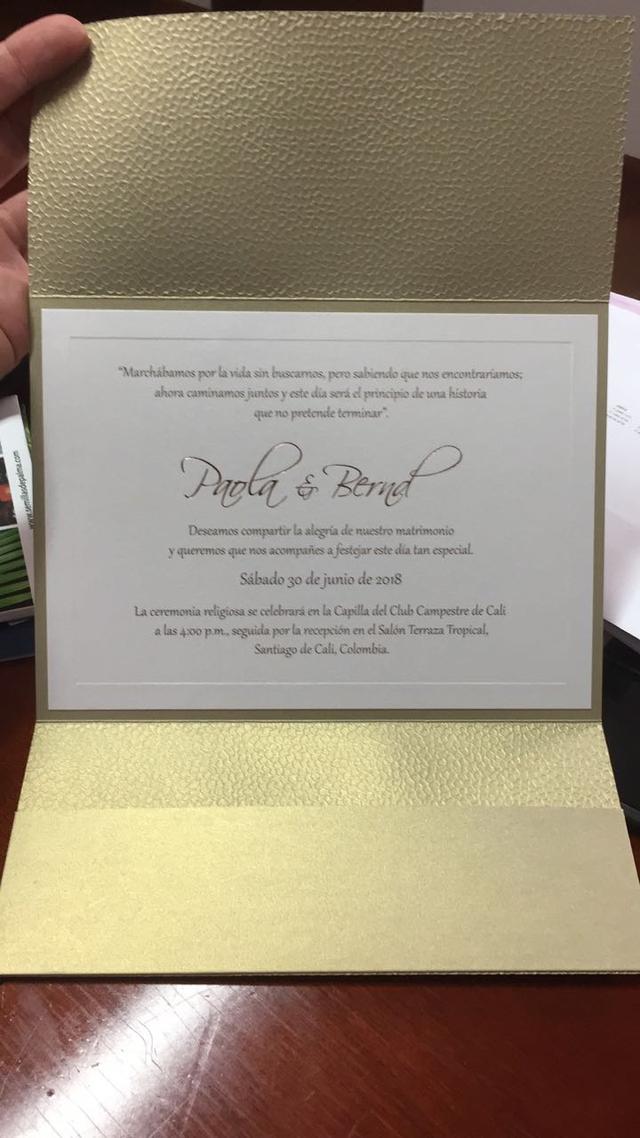 "Marchábamos por la vida sin buscarnos, pero sabiendo que nos encontraríamos;
ahora caminamos juntos y este día será el principio de una historia
que no pretende terminar".
Paola & Bernd
Deseamos compartir la alegría de nuestro matrimonio
y queremos que nos acompañes a festejar este día tan especial.
Sábado 30 de junio de 2018
La ceremonia religiosa se celebrará en la Capilla del Club Campestre de Cali
a las 4:00 p.m., seguida por la recepción en el Salón Terraza Tropical,
Santiago de Cali, Colombia.
www.semillasdepalma.com